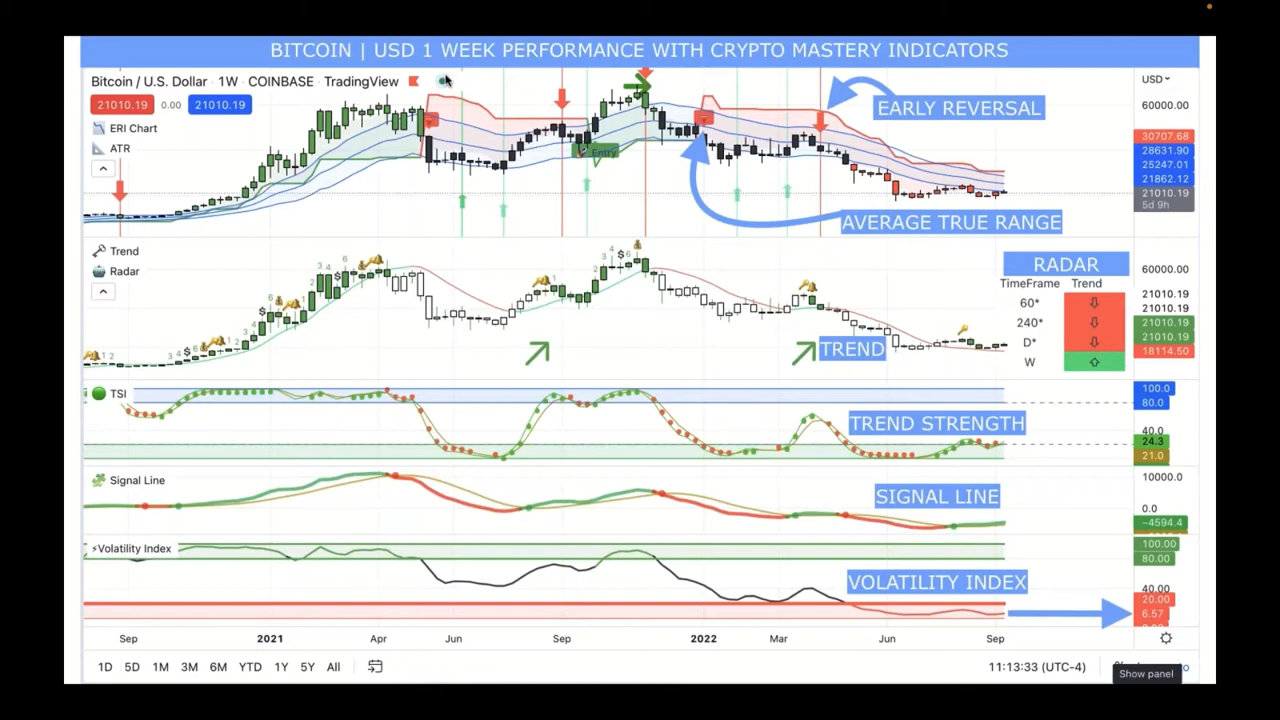 BITCOIN | USD 1 WEEK PERFORMANCE WITH CRYPTO MASTERY INDICATORS
Bitcoin / U.S. Dollar · 1W · COINBASE · TradingView
USD
21010.19 0.00 21010.19
60000.00
EARLY REVERSAL
ERI Chart
ATR
30707.68
28631.90
25247.01
21862.12
21010.19
5d 9h
Entry
AVERAGE TRUE RANGE
Trend
Radar
RADAR
TimeFrame Trend
60*
240*
D*
W
60000.00
21010.19
21010.19
21010.19
21010.19
18114.50
TREND
TSI
TREND STRENGTH
100.0
80.0
40.0
24.3
21.0
Signal Line
SIGNAL LINE
10000.0
0.0
−4594.4
⚡Volatility Index
VOLATILITY INDEX
100.00
80.00
40.00
20.00
6.57
Sep 2021 Apr Jun Sep 2022 Mar Jun Sep
1D 5D 1M 3M 6M YTD 1Y 5Y All
11:13:33 (UTC-4)
Show panel